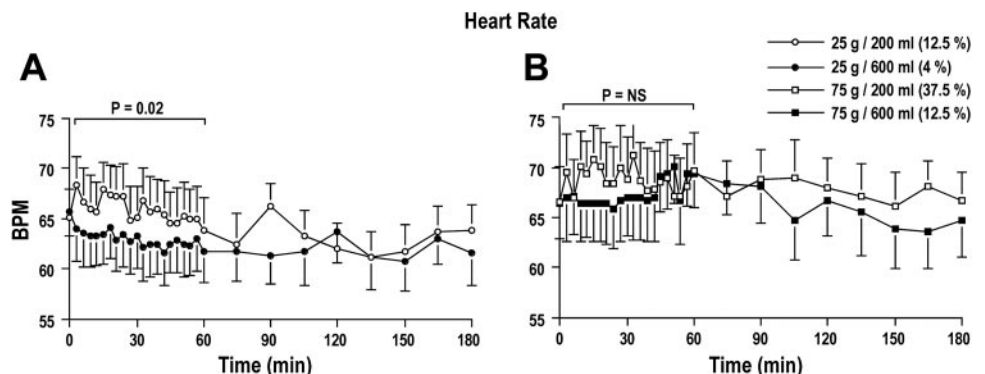 Heart Rate
25 g / 200 ml (12.5 %)
25 g / 600 ml (4 %)
75 g / 200 ml (37.5 %)
75 g / 600 ml (12.5 %)
A
P = 0.02
75
70
65
60
55
BPM
0 30 60 90 120 150 180
Time (min)
B
P = NS
75
70
65
60
55
0 30 60 90 120 150 180
Time (min)